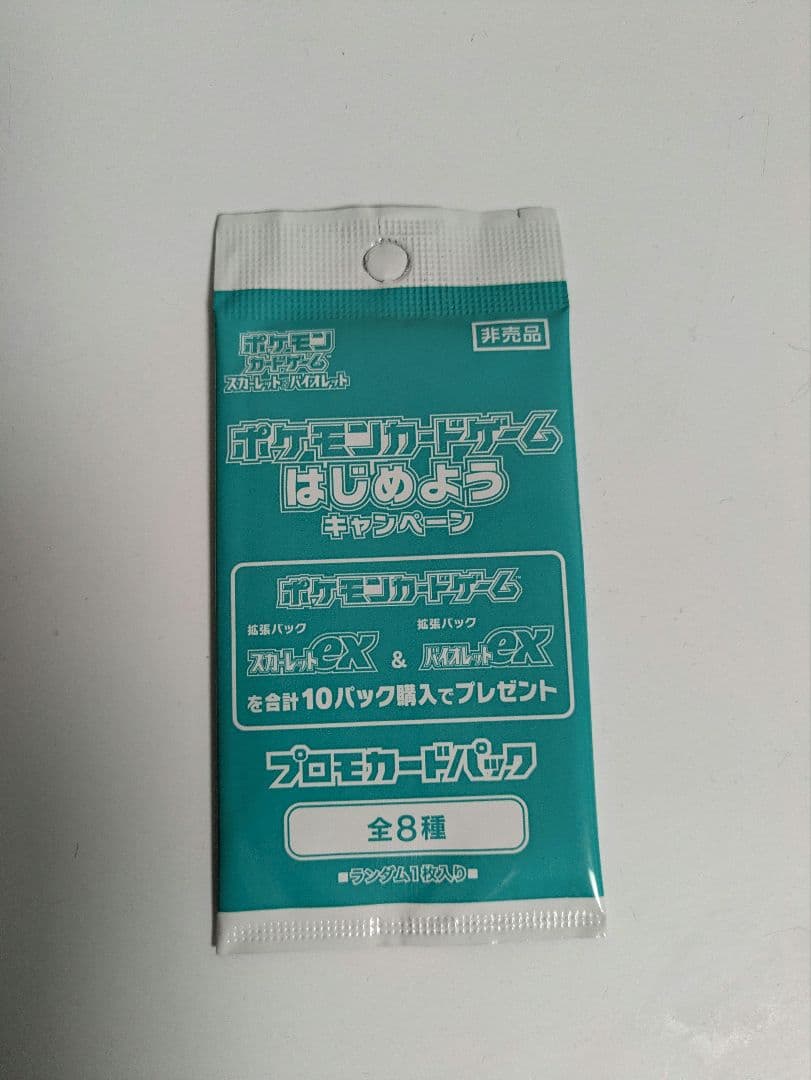 ポケモン
カードゲーム
スカーレット&バイオレット
非売品
ポケモンカードゲーム
はじめよう
キャンペーン
ポケモンカードゲーム
拡張パック
スカーレットex
&
拡張パック
バイオレットex
を合計10パック購入でプレゼント
プロモカードパック
全8種
■ランダム1枚入り■